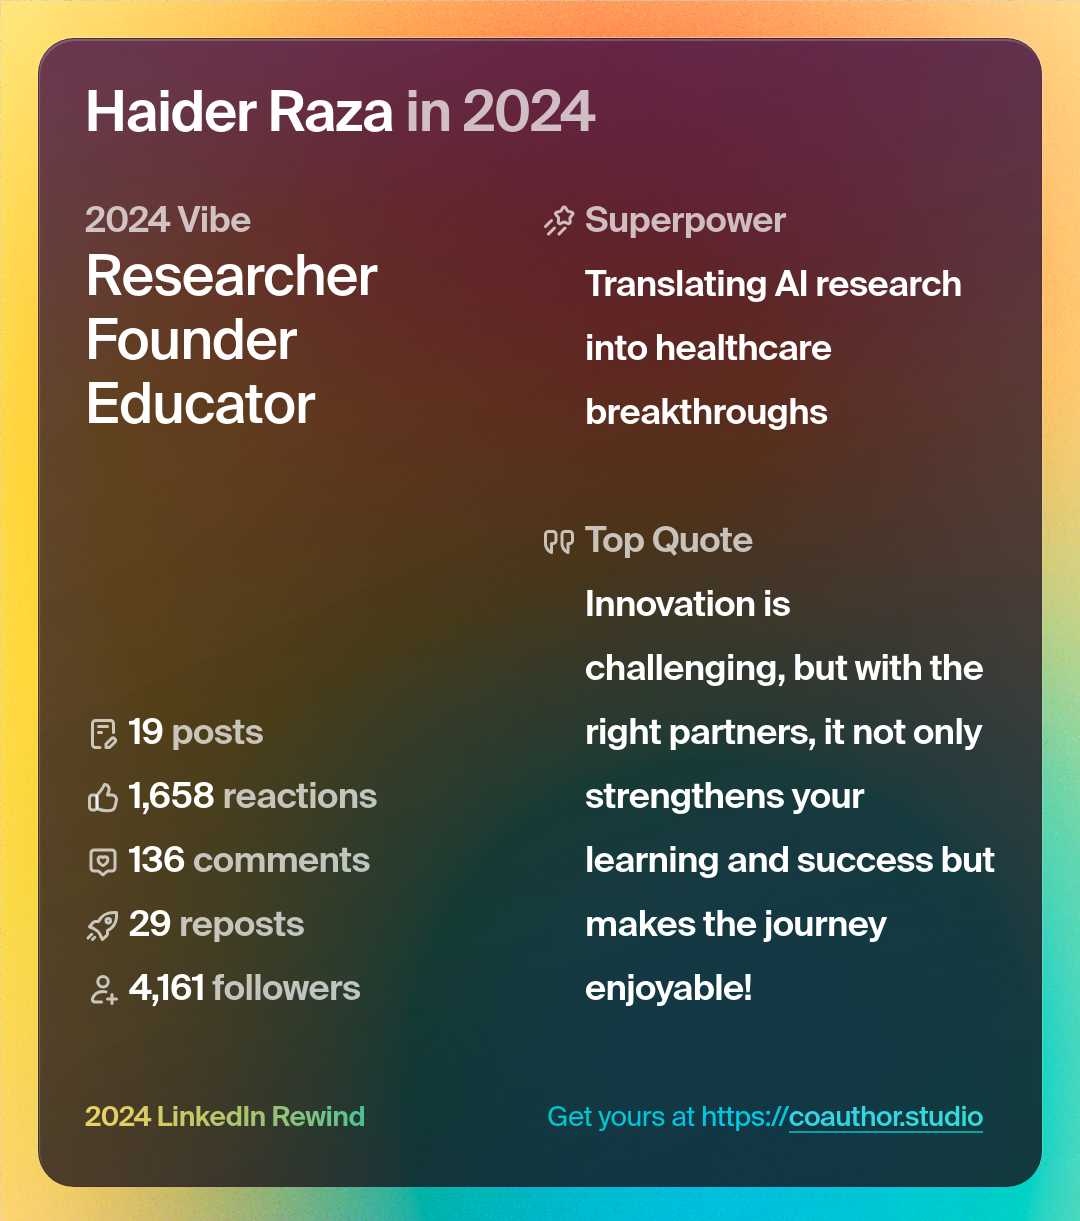 Haider Raza in 2024
2024 Vibe
Researcher
Founder
Educator
19 posts
1,658 reactions
136 comments
29 reposts
4,161 followers
Superpower
Translating AI research
into healthcare
breakthroughs
Top Quote
Innovation is
challenging, but with the
right partners, it not only
strengthens your
learning and success but
makes the journey
enjoyable!
2024 LinkedIn Rewind
Get yours at https://coauthor.studio